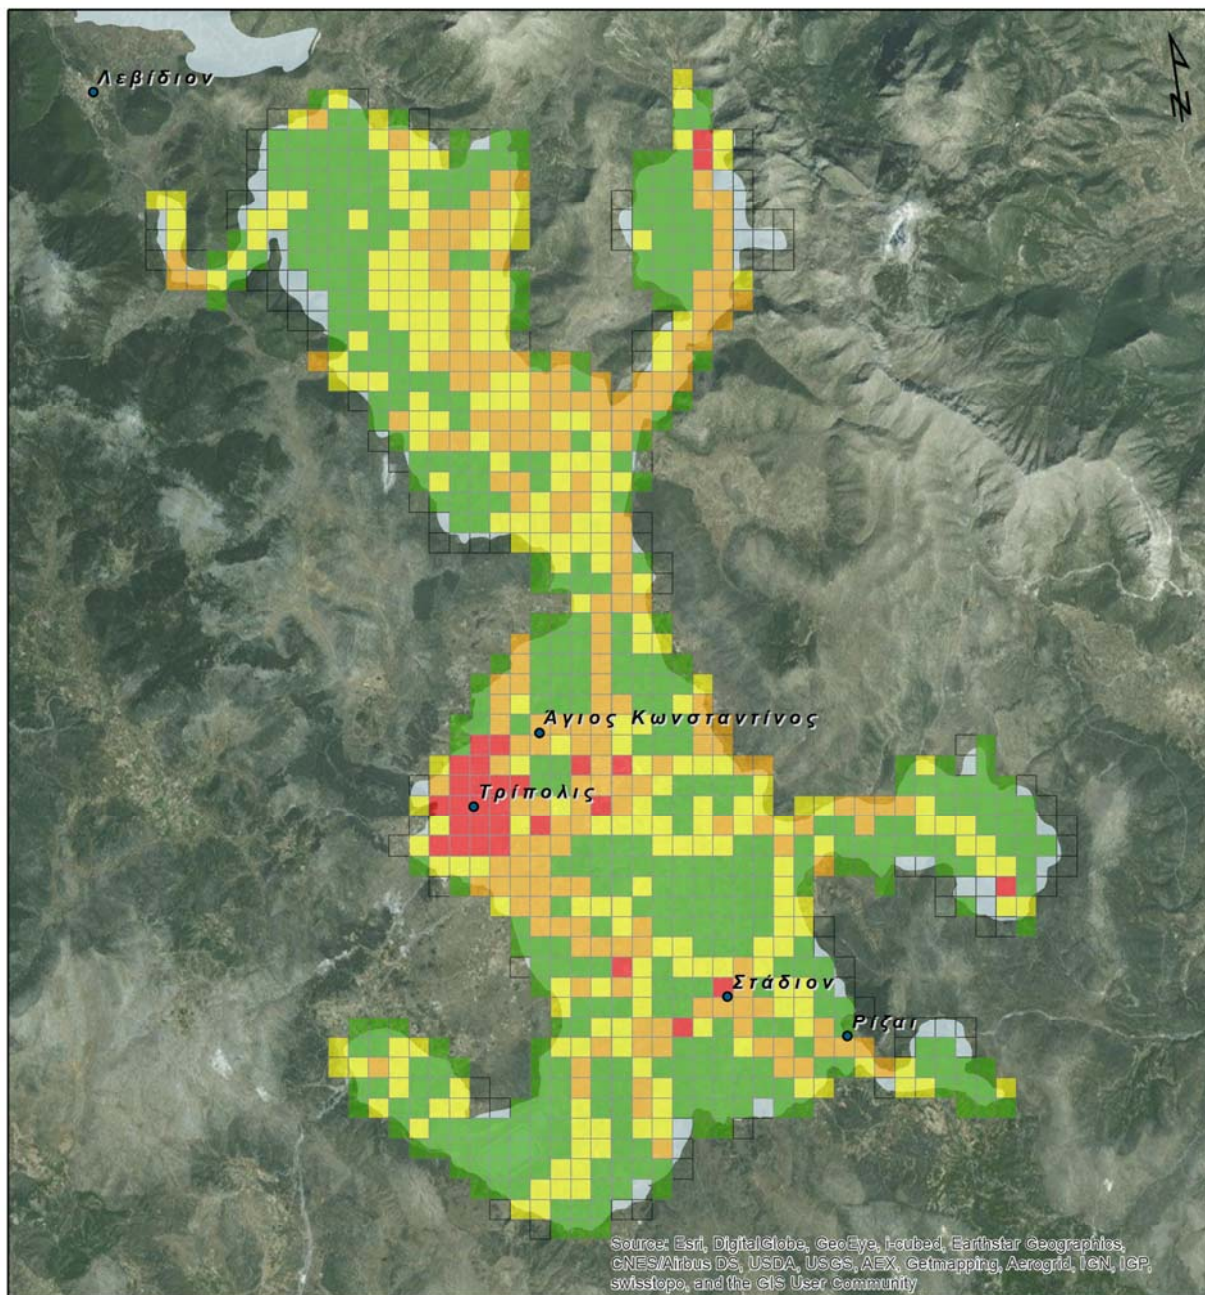 Λεβίδιον
Άγιος Κωνσταντίνος
Τρίπολις
Στάδιον
Ρίζαι
Source: Esri, DigitalGlobe, GeoEye, i-cubed, Earthstar Geographics,
CNES/Airbus DS, USDA, USGS, AEX, Getmapping, Aerogrid, IGN, IGP,
swisstopo, and the GIS User Community